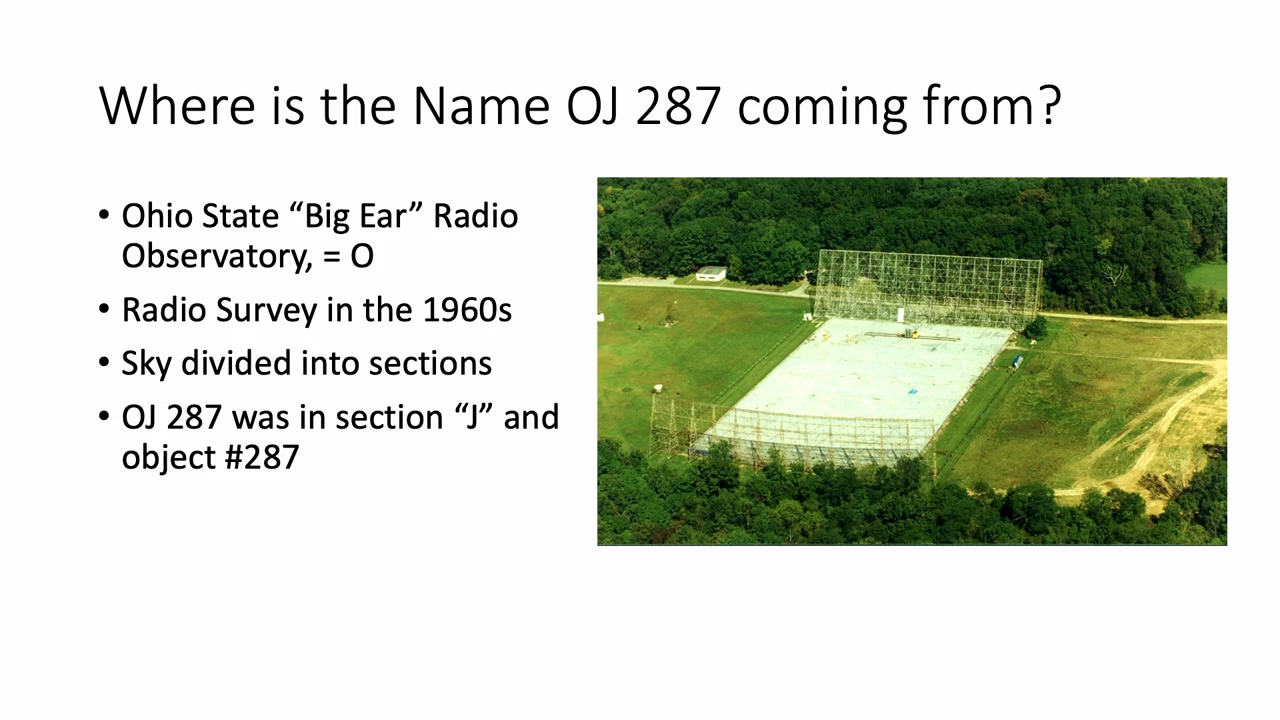 Where is the Name OJ 287 coming from?
• Ohio State “Big Ear” Radio
Observatory, = O
• Radio Survey in the 1960s
• Sky divided into sections
• OJ 287 was in section “J” and
object #287